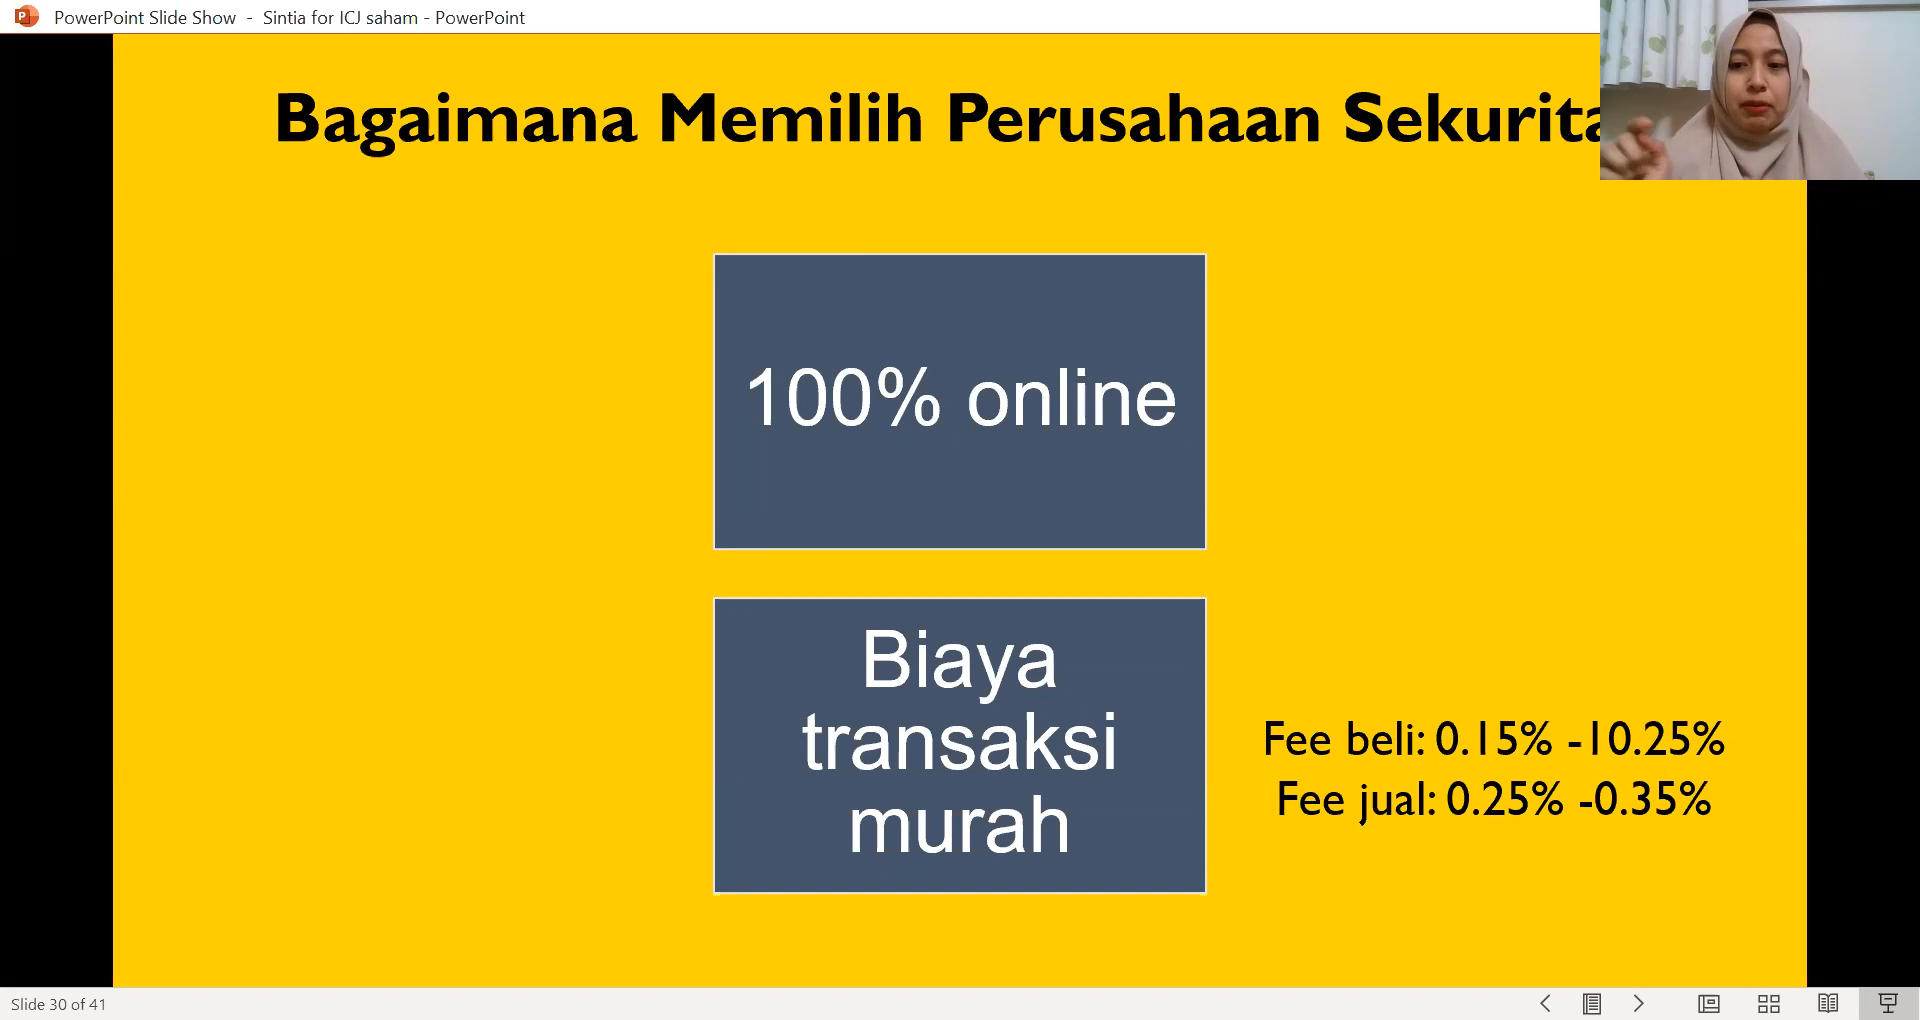 PowerPoint Slide Show - Sintia for ICJ saham - PowerPoint
Bagaimana Memilih Perusahaan Sekurita
100% online
Biaya
transaksi
murah
Fee beli: 0.15% -10.25%
Fee jual: 0.25% -0.35%
Slide 30 of 41